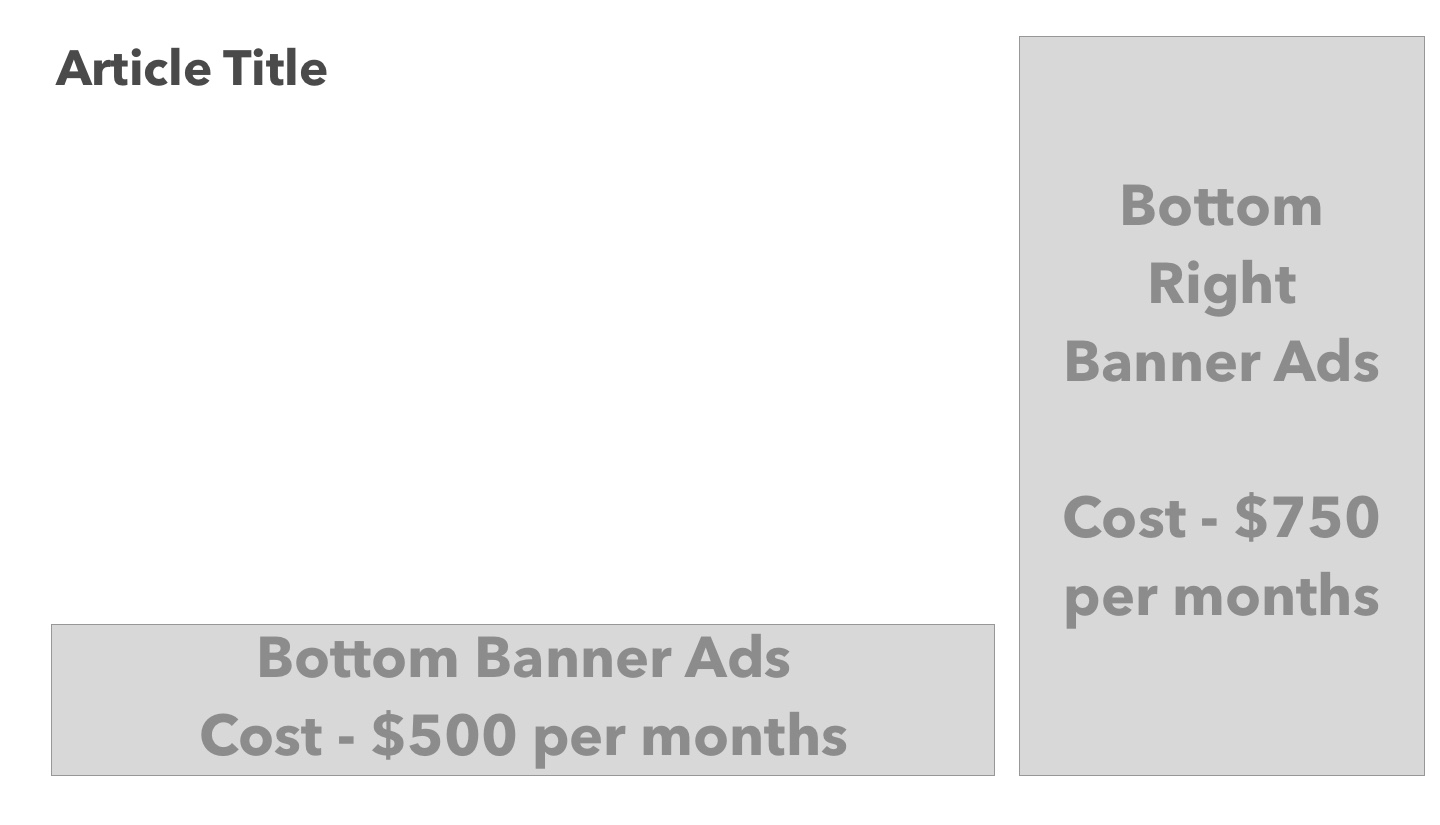 Article Title
Bottom
Right
Banner Ads
Cost - $750
per months
Bottom Banner Ads
Cost - $500 per months